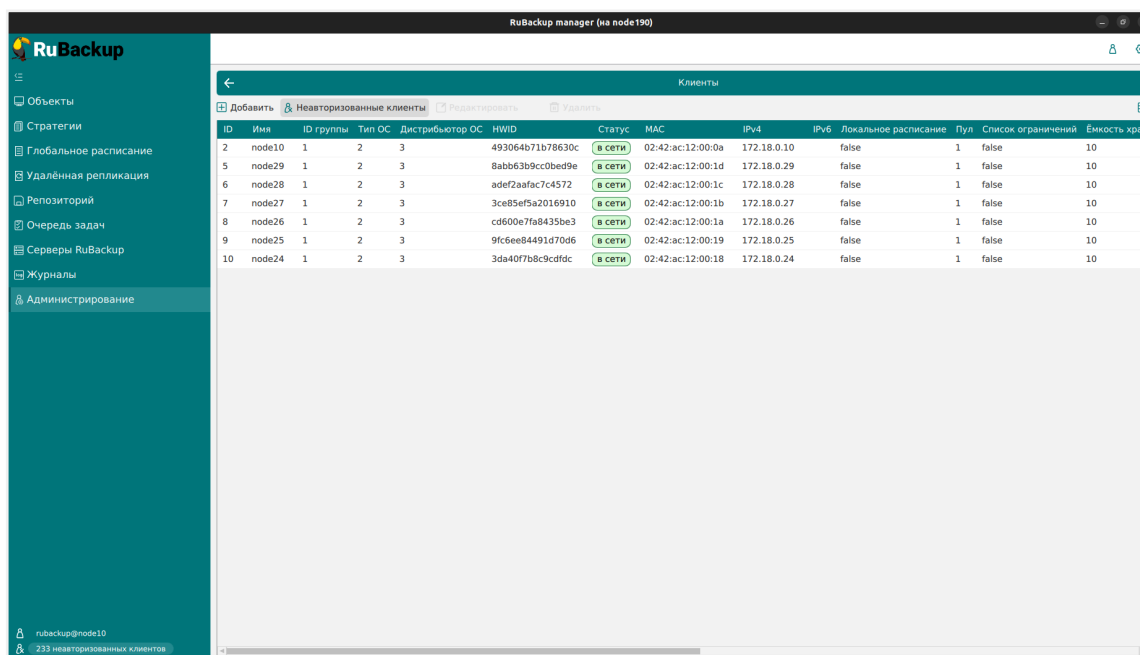 RuBackup manager (на node190)
RuBackup
Клиенты
Объекты
Стратегии
Глобальное расписание
Удалённая репликация
Репозиторий
Очередь задач
Серверы RuBackup
Журналы
Администрирование
Добавить Неавторизованные клиенты Редактировать Удалить
ID Имя ID группы Тип ОС Дистрибьютор ОС HWID Статус MAC IPv4 IPv6 Локальное расписание Пул Список ограничений Ёмкость хра
2 node10 1 2 3 493064b71b78630c в сети 02:42:ac:12:00:0a 172.18.0.10 false 1 false 10
5 node29 1 2 3 8abb63b9cc0bed9e в сети 02:42:ac:12:00:1d 172.18.0.29 false 1 false 10
6 node28 1 2 3 adef2aafac7c4572 в сети 02:42:ac:12:00:1c 172.18.0.28 false 1 false 10
7 node27 1 2 3 3ce85ef5a2016910 в сети 02:42:ac:12:00:1b 172.18.0.27 false 1 false 10
8 node26 1 2 3 cd600e7fa8435be3 в сети 02:42:ac:12:00:1a 172.18.0.26 false 1 false 10
9 node25 1 2 3 9fc6ee84491d70d6 в сети 02:42:ac:12:00:19 172.18.0.25 false 1 false 10
10 node24 1 2 3 3da40f7b8c9cdfdc в сети 02:42:ac:12:00:18 172.18.0.24 false 1 false 10
rubackup@node10
233 неавторизованных клиентов